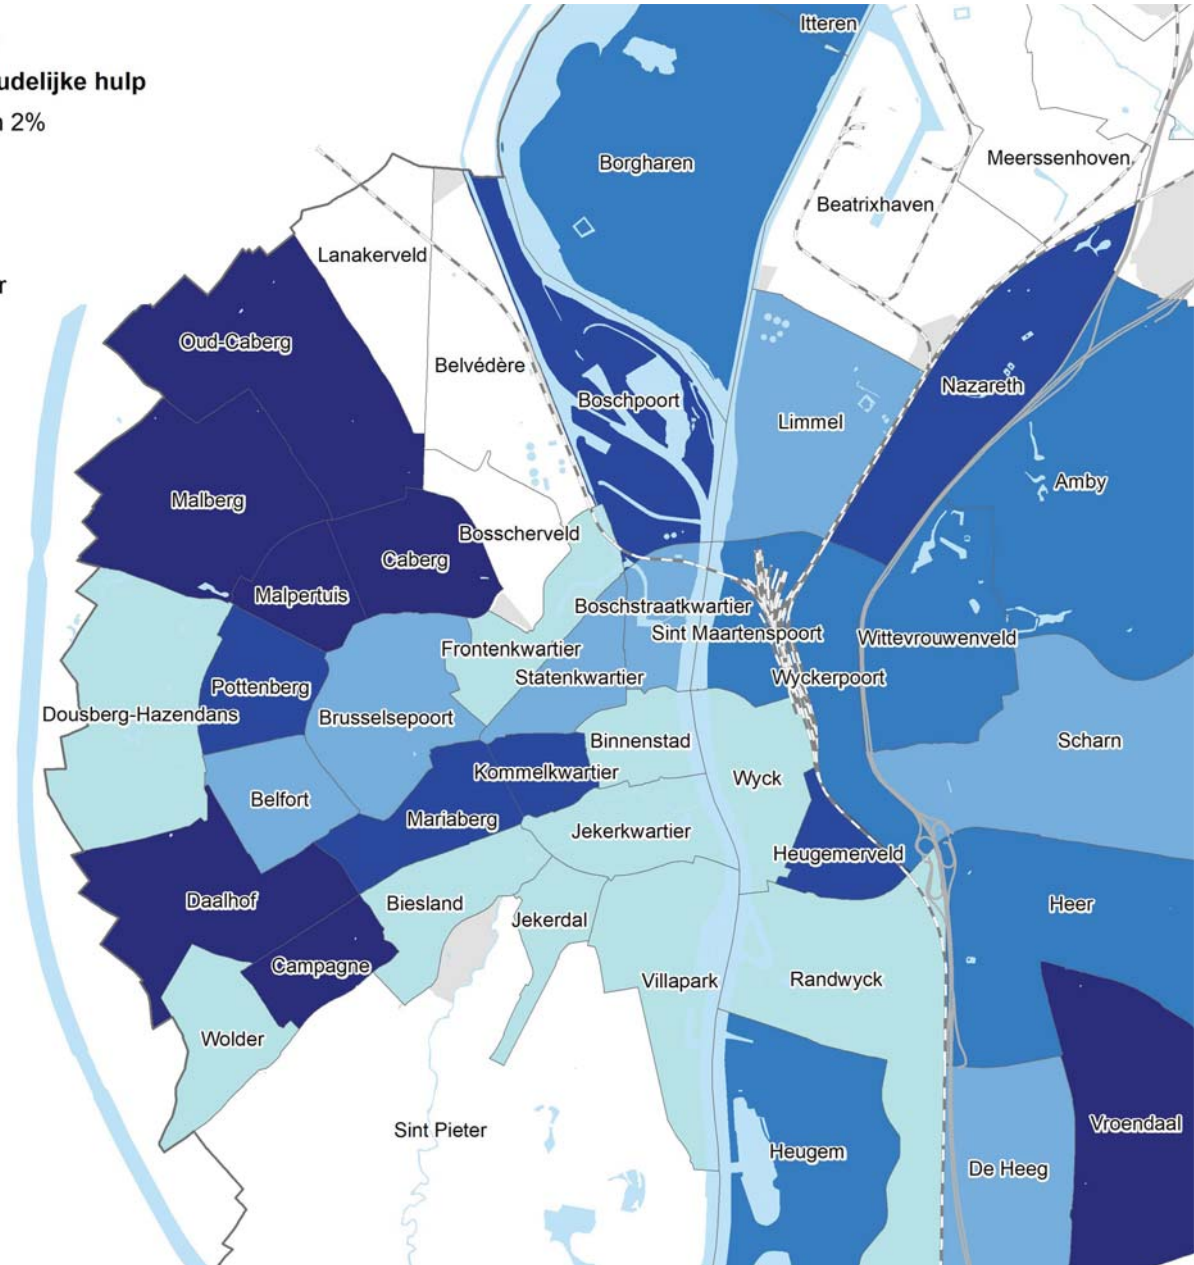 Itteren
udelijke hulp
n 2%
Borgharen
Meerssenhoven
Beatrixhaven
Lanakerveld
r
Oud-Caberg
Belvédère
Nazareth
Boschpoort
Limmel
Amby
Malberg
Bosscherveld
Caberg
Malpertuis
Boschstraatkwartier
Sint Maartenspoort
Wittevrouwenveld
Frontenkwartier
Statenkwartier
Wyckerpoort
Pottenberg
Dousberg-Hazendans
Brusselsepoort
Binnenstad
Scharn
Kommelkwartier
Wyck
Belfort
Mariaberg
Jekerkwartier
Heugemerveld
Daalhof
Biesland
Heer
Jekerdal
Campagne
Villapark
Randwyck
Wolder
Sint Pieter
Vroendaal
Heugem
De Heeg